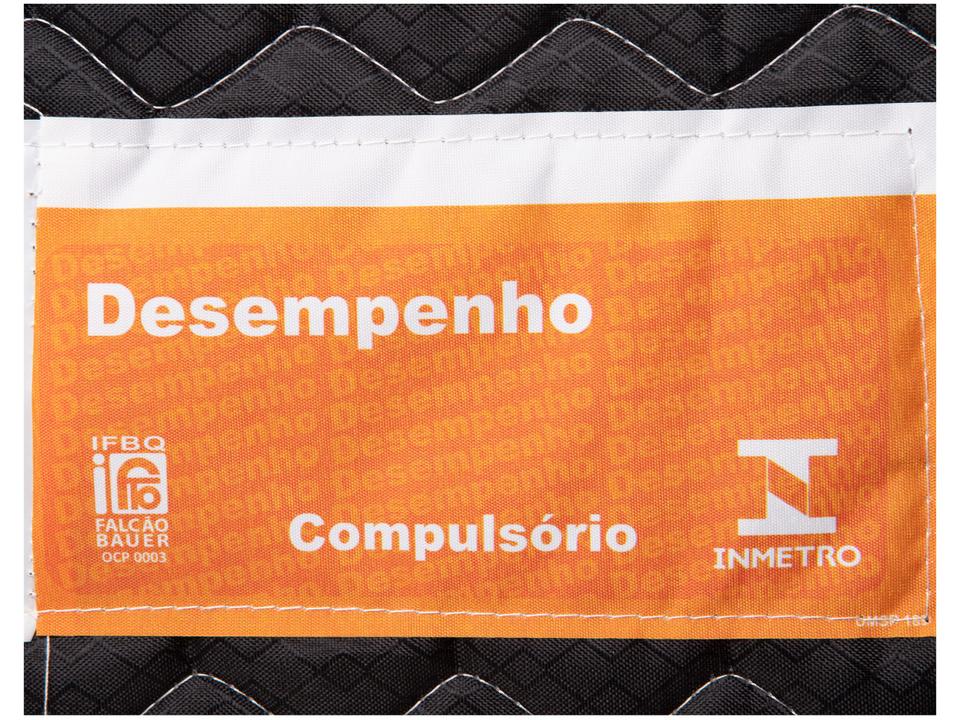 Desempenho
IFBQ
FALCÃO
BAUER
OCP 0003
Compulsório
INMETRO